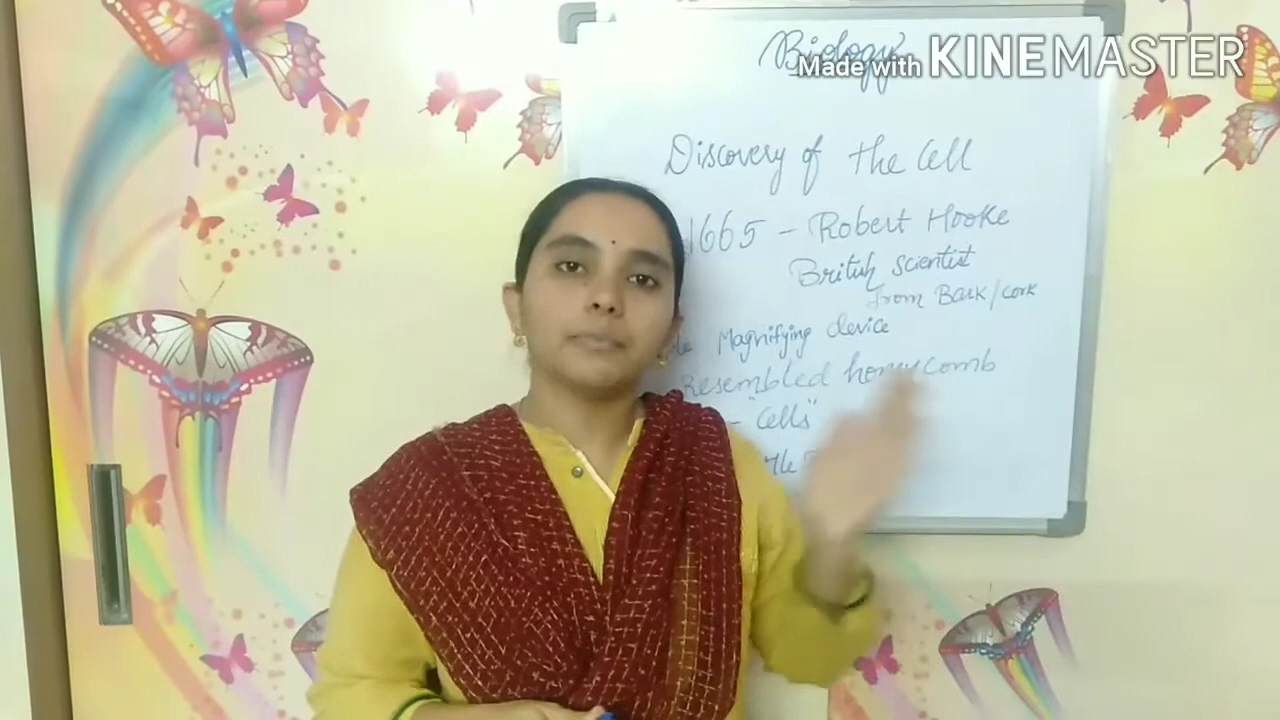 Biology
Made with KINEMASTER
Discovery of the Cell
1665 - Robert Hooke
British scientist
from Bark/cork
Magnifying device
Resembled honeycomb
- "Cells"